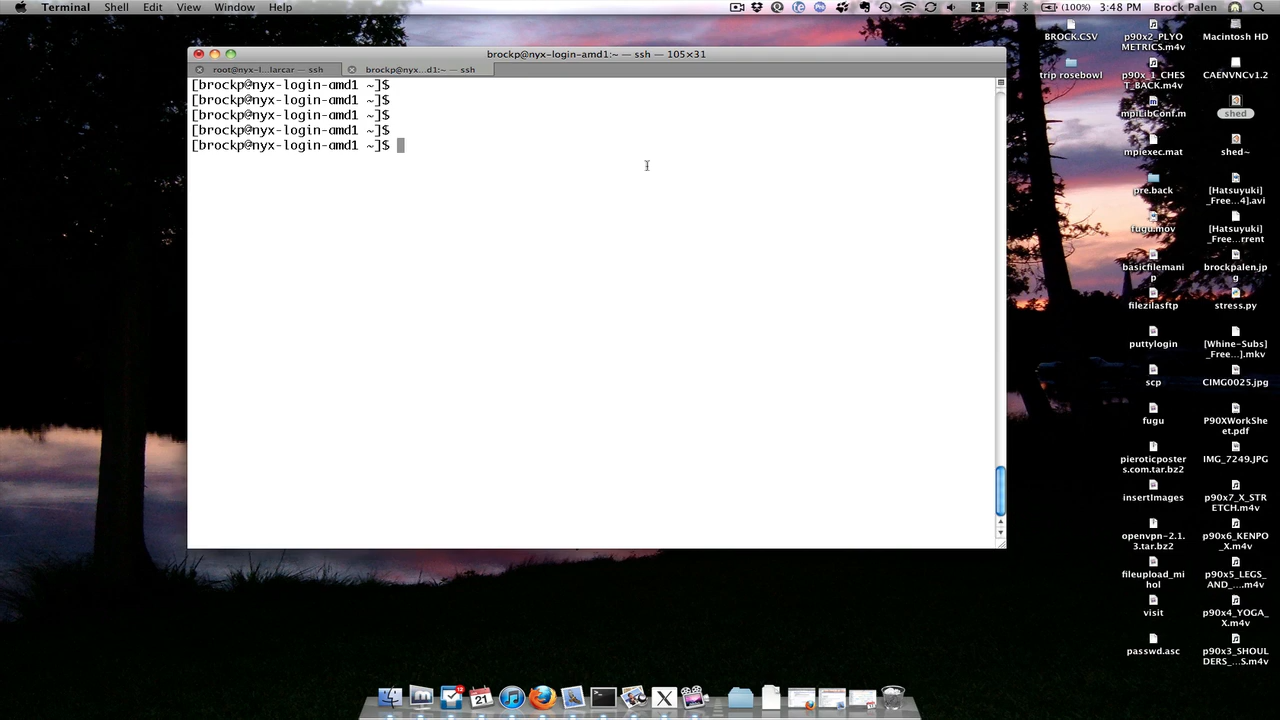 Terminal Shell Edit View Window Help
(100%) 3:48 PM Brock Palen
brockp@nyx-login-amd1:~ — ssh — 105×31
root@nyx-l...larcar — ssh
brockp@nyx...d1:~ — ssh
[brockp@nyx-login-amd1 ~]$
[brockp@nyx-login-amd1 ~]$
[brockp@nyx-login-amd1 ~]$
[brockp@nyx-login-amd1 ~]$
[brockp@nyx-login-amd1 ~]$
BROCK.CSV
trip rosebowl
p90x2_PLYO
METRICS.m4v
p90x_1_CHES
T_BACK.m4v
mpiLibConf.m
mpiexec.mat
pre.back
fugu.mov
basicfilemani
p
filezilasftp
puttylogin
scp
fugu
pieroticposter
s.com.tar.bz2
insertImages
openvpn-2.1.
3.tar.bz2
fileupload_mi
hol
visit
passwd.asc
Macintosh HD
CAENVNCv1.2
shed
shed~
[Hatsuyuki]
_Free...4].avi
[Hatsuyuki]
_Free...rrent
brockpalen.jp
g
stress.py
[Whine-Subs]
_Free...].mkv
CIMG0025.jpg
P90XWorkShe
et.pdf
IMG_7249.JPG
p90x7_X_STR
ETCH.m4v
p90x6_KENPO
_X.m4v
p90x5_LEGS_
AND_....m4v
p90x4_YOGA_
X.m4v
p90x3_SHOUL
DERS_...S.m4v
21